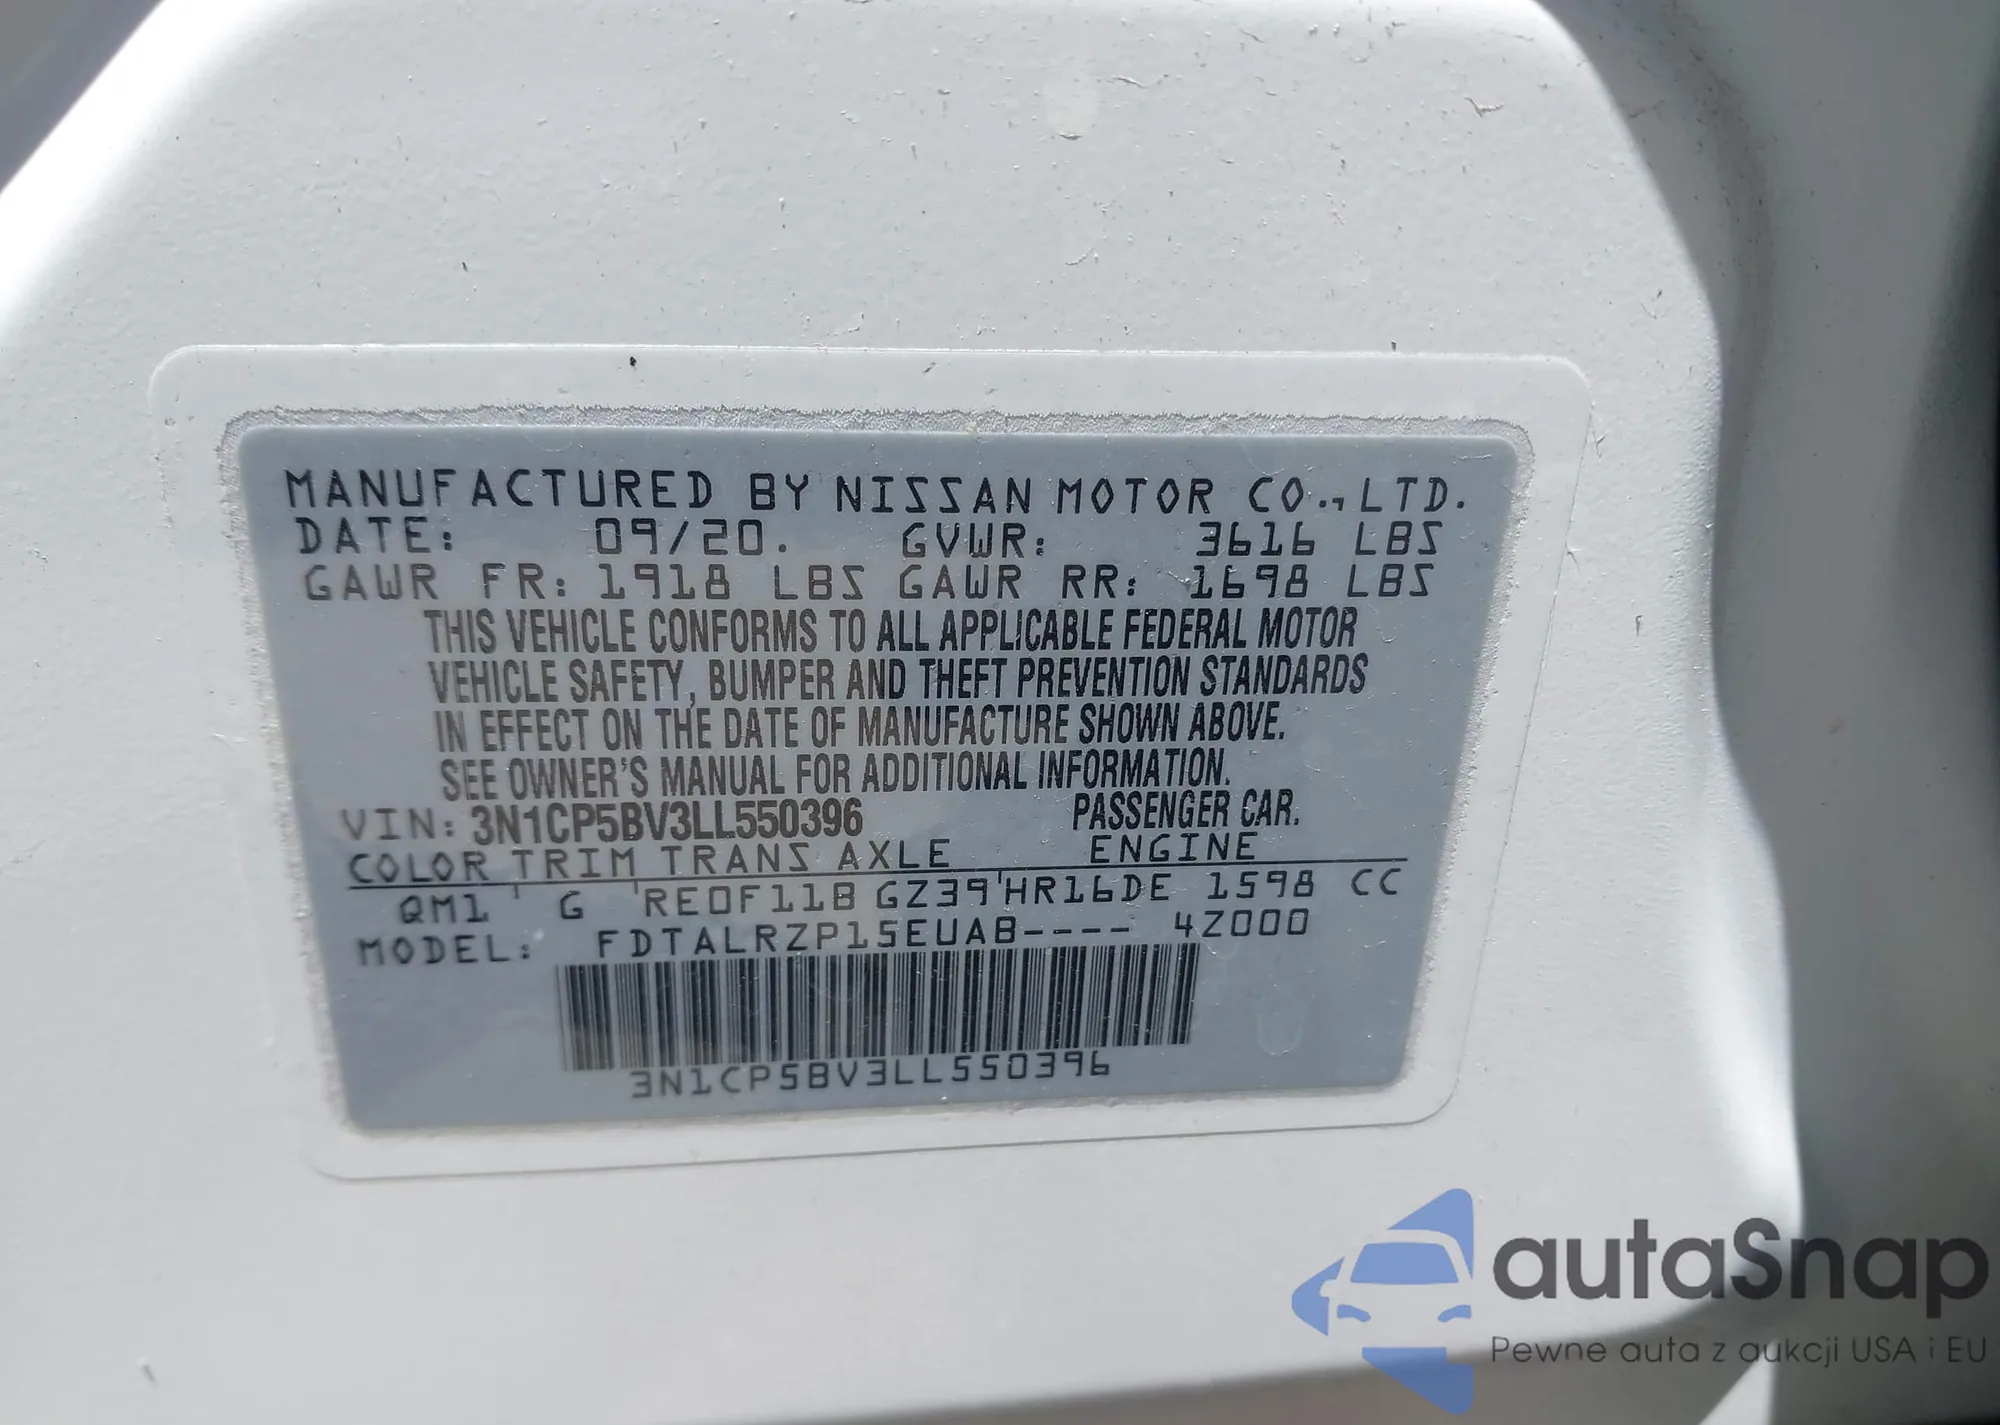 MANUFACTURED BY NISSAN MOTOR CO., LTD.
DATE: 09/20. GVWR: 3616 LBS
GAWR FR: 1918 LBS GAWR RR: 1698 LBS
THIS VEHICLE CONFORMS TO ALL APPLICABLE FEDERAL MOTOR
VEHICLE SAFETY, BUMPER AND THEFT PREVENTION STANDARDS
IN EFFECT ON THE DATE OF MANUFACTURE SHOWN ABOVE.
SEE OWNER'S MANUAL FOR ADDITIONAL INFORMATION.
VIN: 3N1CP5BV3LL550396 PASSENGER CAR.
COLOR TRIM TRANS AXLE ENGINE
QM1 G RE0F11B GZ39 HR16DE 1598 CC
MODEL: FDTALRZP15EUAB---- 4Z000
3N1CP5BV3LL550396
autaSnap
Pewne auta z aukcji USA i EU